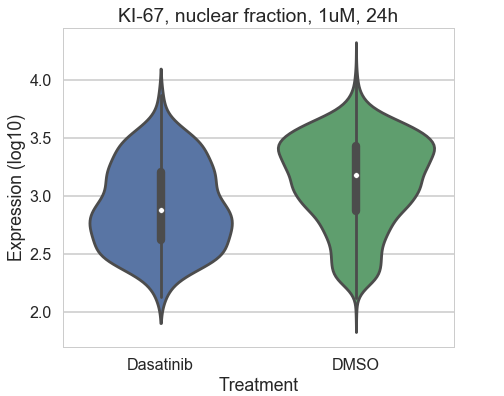 KI-67, nuclear fraction, 1uM, 24h
Expression (log10)
4.0
3.5
3.0
2.5
2.0
Dasatinib DMSO
Treatment